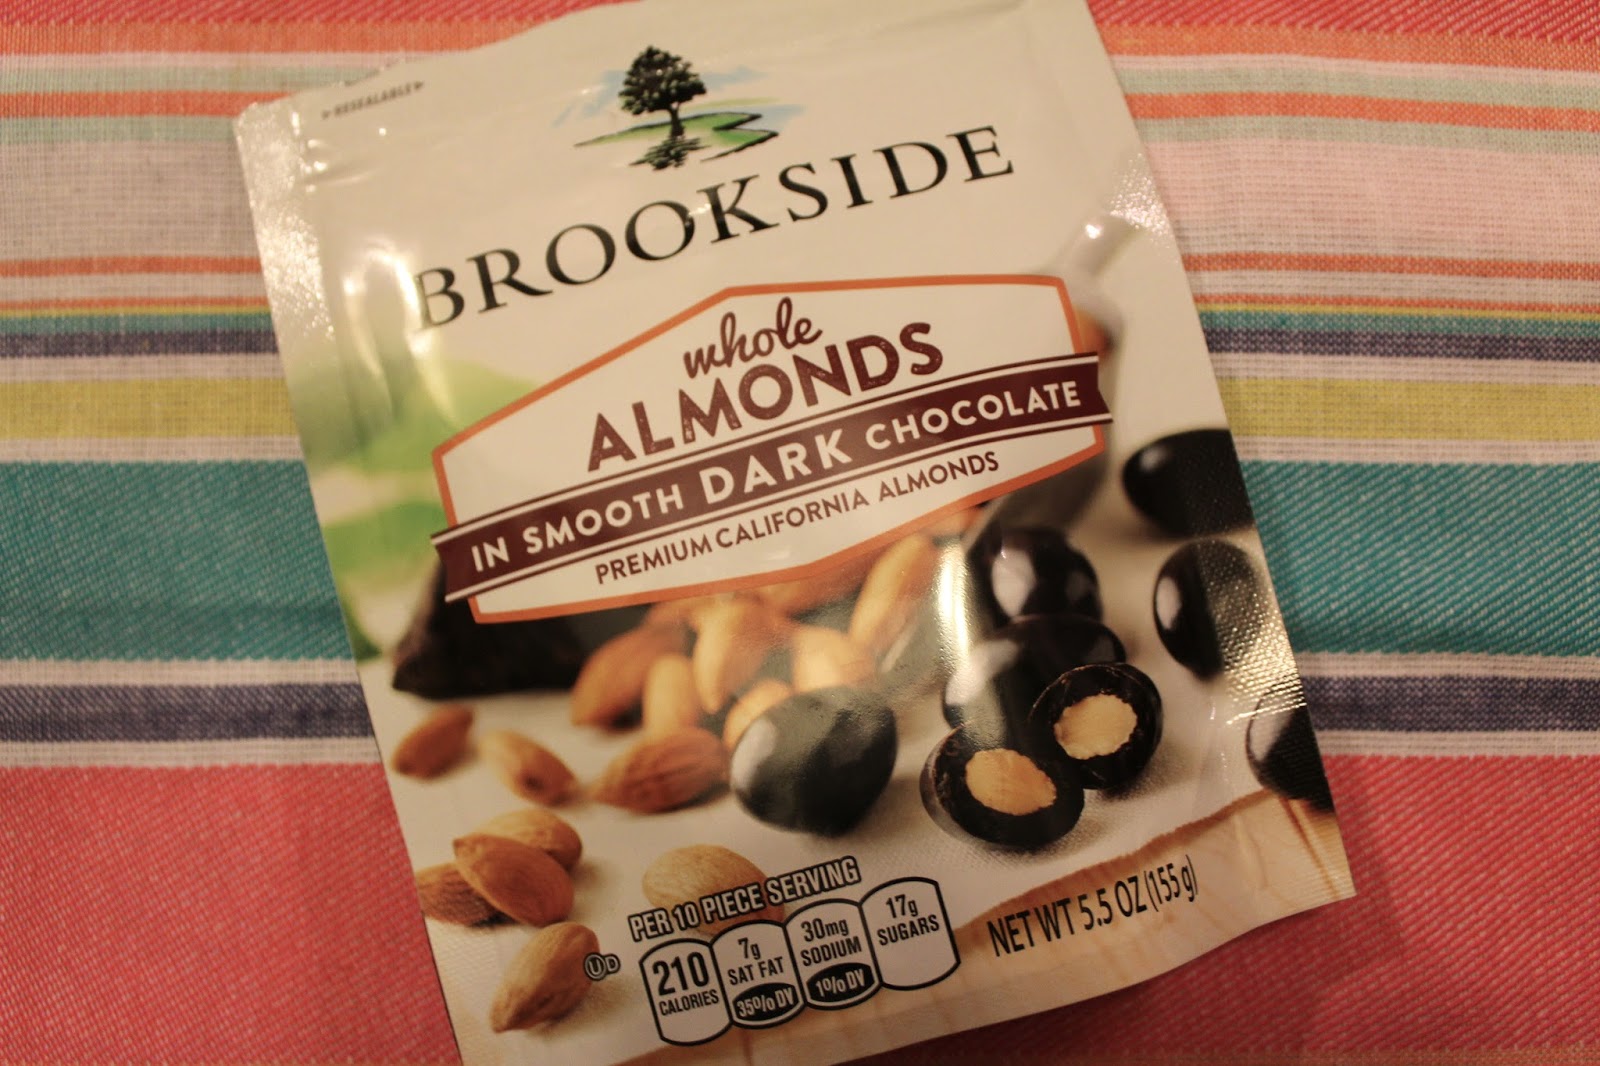 RESEALABLE
BROOKSIDE
whole
ALMONDS
IN SMOOTH DARK CHOCOLATE
PREMIUM CALIFORNIA ALMONDS
PER 10 PIECE SERVING
210
CALORIES
7g
SAT FAT
35% DV
30mg
SODIUM
1% DV
17g
SUGARS
NET WT 5.5 OZ (155 g)
U D